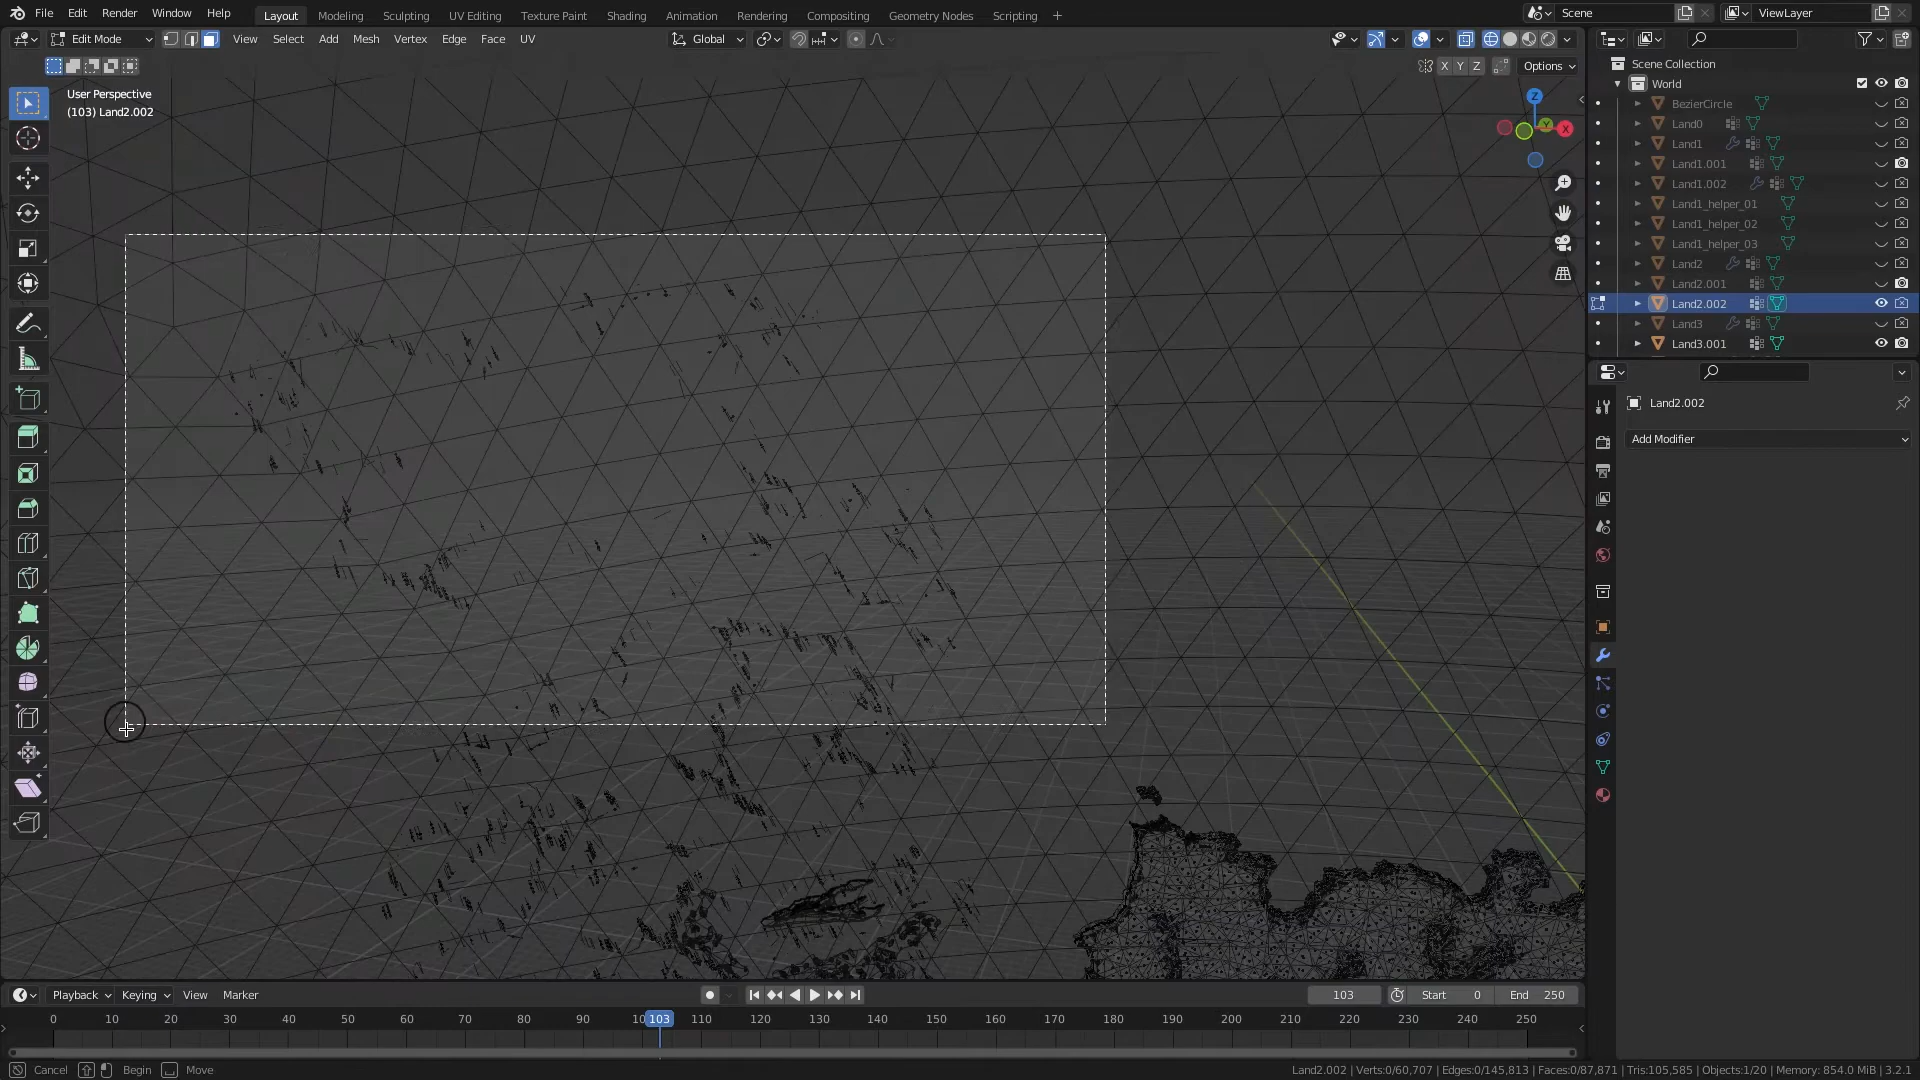 File Edit Render Window Help Layout Modeling Sculpting UV Editing Texture Paint Shading Animation Rendering Compositing Geometry Nodes Scripting + Scene ViewLayer
Edit Mode View Select Add Mesh Vertex Edge Face UV Global
X Y Z Options
User Perspective
(103) Land2.002
Z
Y
X
Scene Collection
World
BezierCircle
Land0
Land1
Land1.001
Land1.002
Land1_helper_01
Land1_helper_02
Land1_helper_03
Land2
Land2.001
Land2.002
Land3
Land3.001
Land2.002
Add Modifier
Playback Keying View Marker 103 Start 0 End 250
0 10 20 30 40 50 60 70 80 90 103 110 120 130 140 150 160 170 180 190 200 210 220 230 240 250
Cancel Begin Move Land2.002 | Verts:0/60,707 | Edges:0/145,813 | Faces:0/87,871 | Tris:105,585 | Objects:1/20 | Memory: 854.0 MiB | 3.2.1